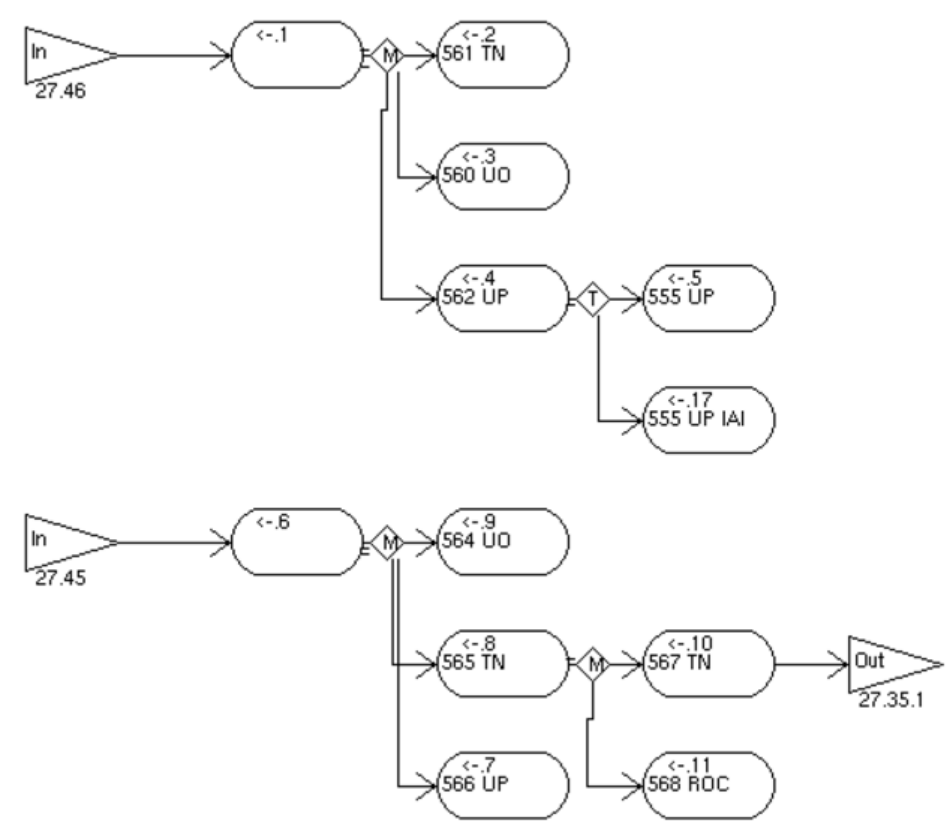 In
27.46
<-.1
M
<-.2
561 TN
<-.3
560 UO
<-.4
562 UP
T
<-.5
555 UP
<-.17
555 UP IAI
In
27.45
<-.6
M
<-.9
564 UO
<-.8
565 TN
M
<-.10
567 TN
Out
27.35.1
<-.7
566 UP
<-.11
568 ROC